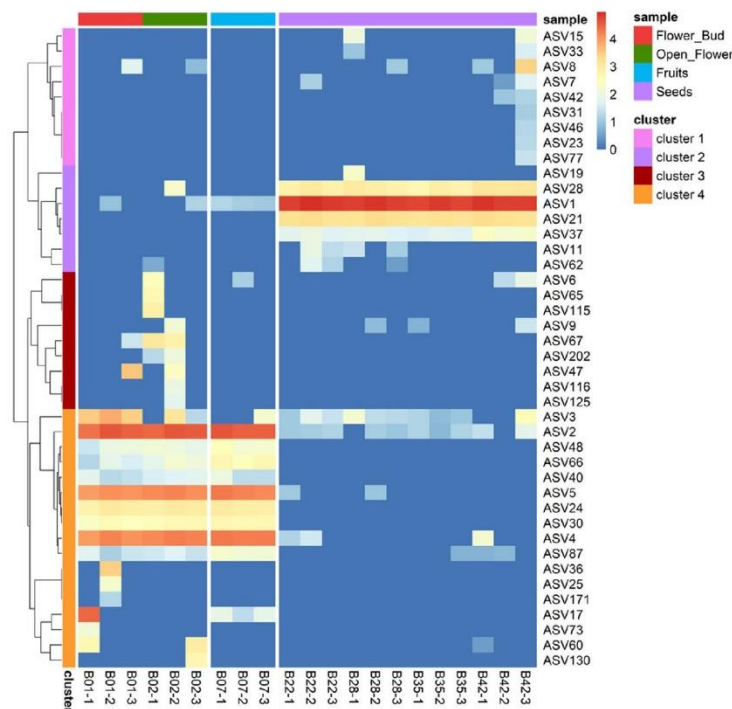 sample
ASV15
ASV33
ASV8
ASV7
ASV42
ASV31
ASV46
ASV23
ASV77
ASV19
ASV28
ASV1
ASV21
ASV37
ASV11
ASV62
ASV6
ASV65
ASV115
ASV9
ASV67
ASV202
ASV47
ASV116
ASV125
ASV3
ASV2
ASV48
ASV66
ASV40
ASV5
ASV24
ASV30
ASV4
ASV87
ASV36
ASV25
ASV171
ASV17
ASV73
ASV60
ASV130
4
3
2
1
0
sample
Flower_Bud
Open_Flower
Fruits
Seeds
cluster
cluster 1
cluster 2
cluster 3
cluster 4
cluster
B01-1
B01-2
B01-3
B02-1
B02-2
B02-3
B07-1
B07-2
B07-3
B22-1
B22-2
B22-3
B28-1
B28-2
B28-3
B35-1
B35-2
B35-3
B42-1
B42-2
B42-3